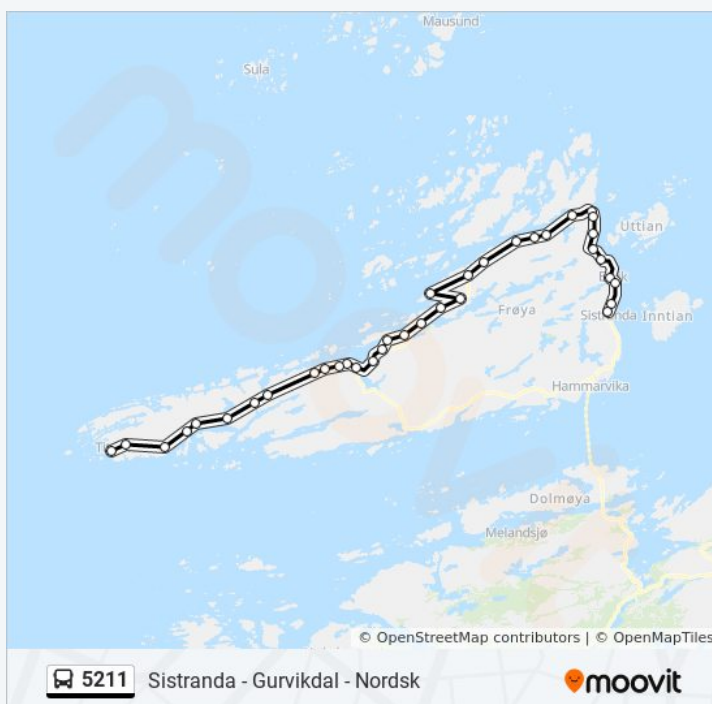 Mausund
Sula
Uttian
Frøya
Sistranda
Inntian
Hammarvika
Dolmøya
Melandsjø
© OpenStreetMap contributors | © OpenMapTiles
5211 Sistranda - Gurvikdal - Nordsk
moovit